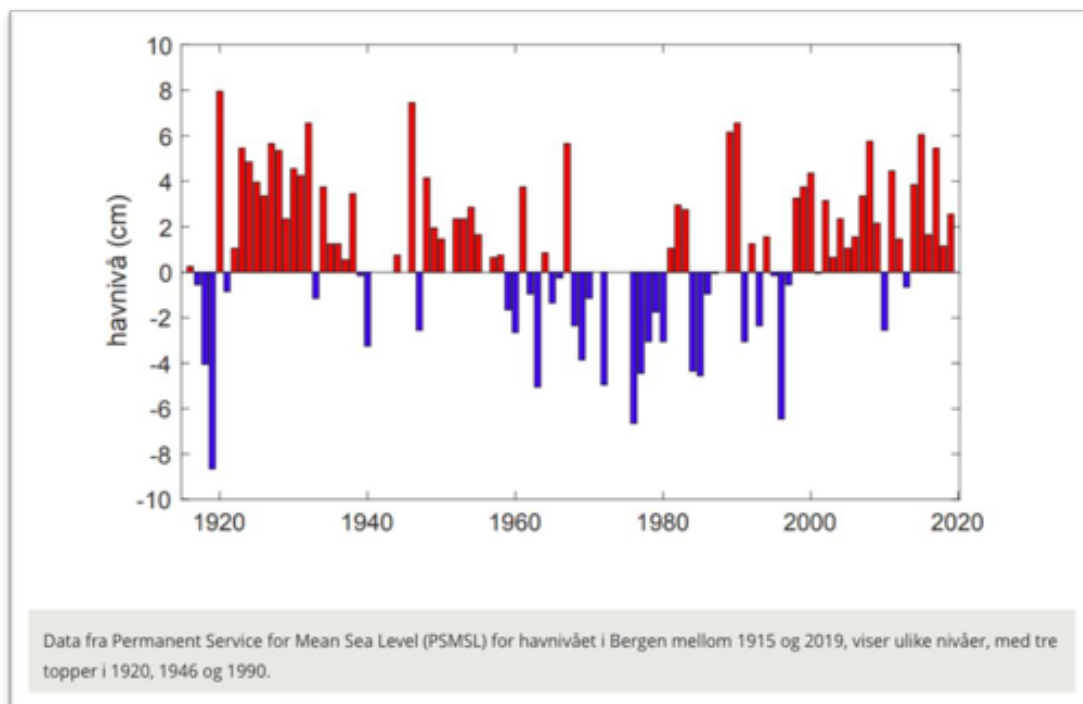 10
8
6
4
2
0
-2
-4
-6
-8
-10
havnivå (cm)
1920 1940 1960 1980 2000 2020
Data fra Permanent Service for Mean Sea Level (PSMSL) for havnivået i Bergen mellom 1915 og 2019, viser ulike nivåer, med tre
topper i 1920, 1946 og 1990.